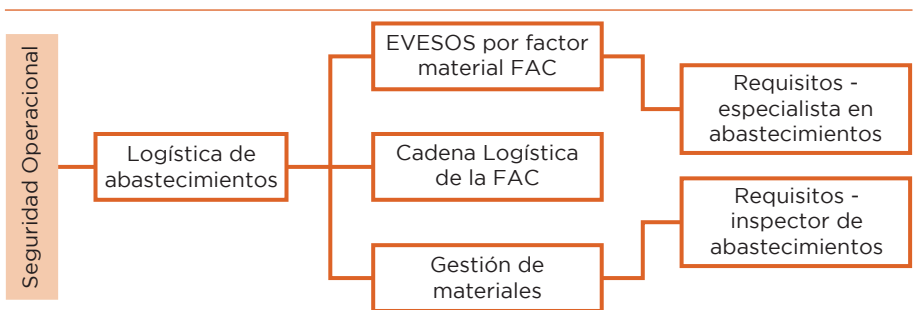 Seguridad Operacional
Logística de
abastecimientos
EVESOS por factor
material FAC
Cadena Logística
de la FAC
Gestión de
materiales
Requisitos -
especialista en
abastecimientos
Requisitos -
inspector de
abastecimientos